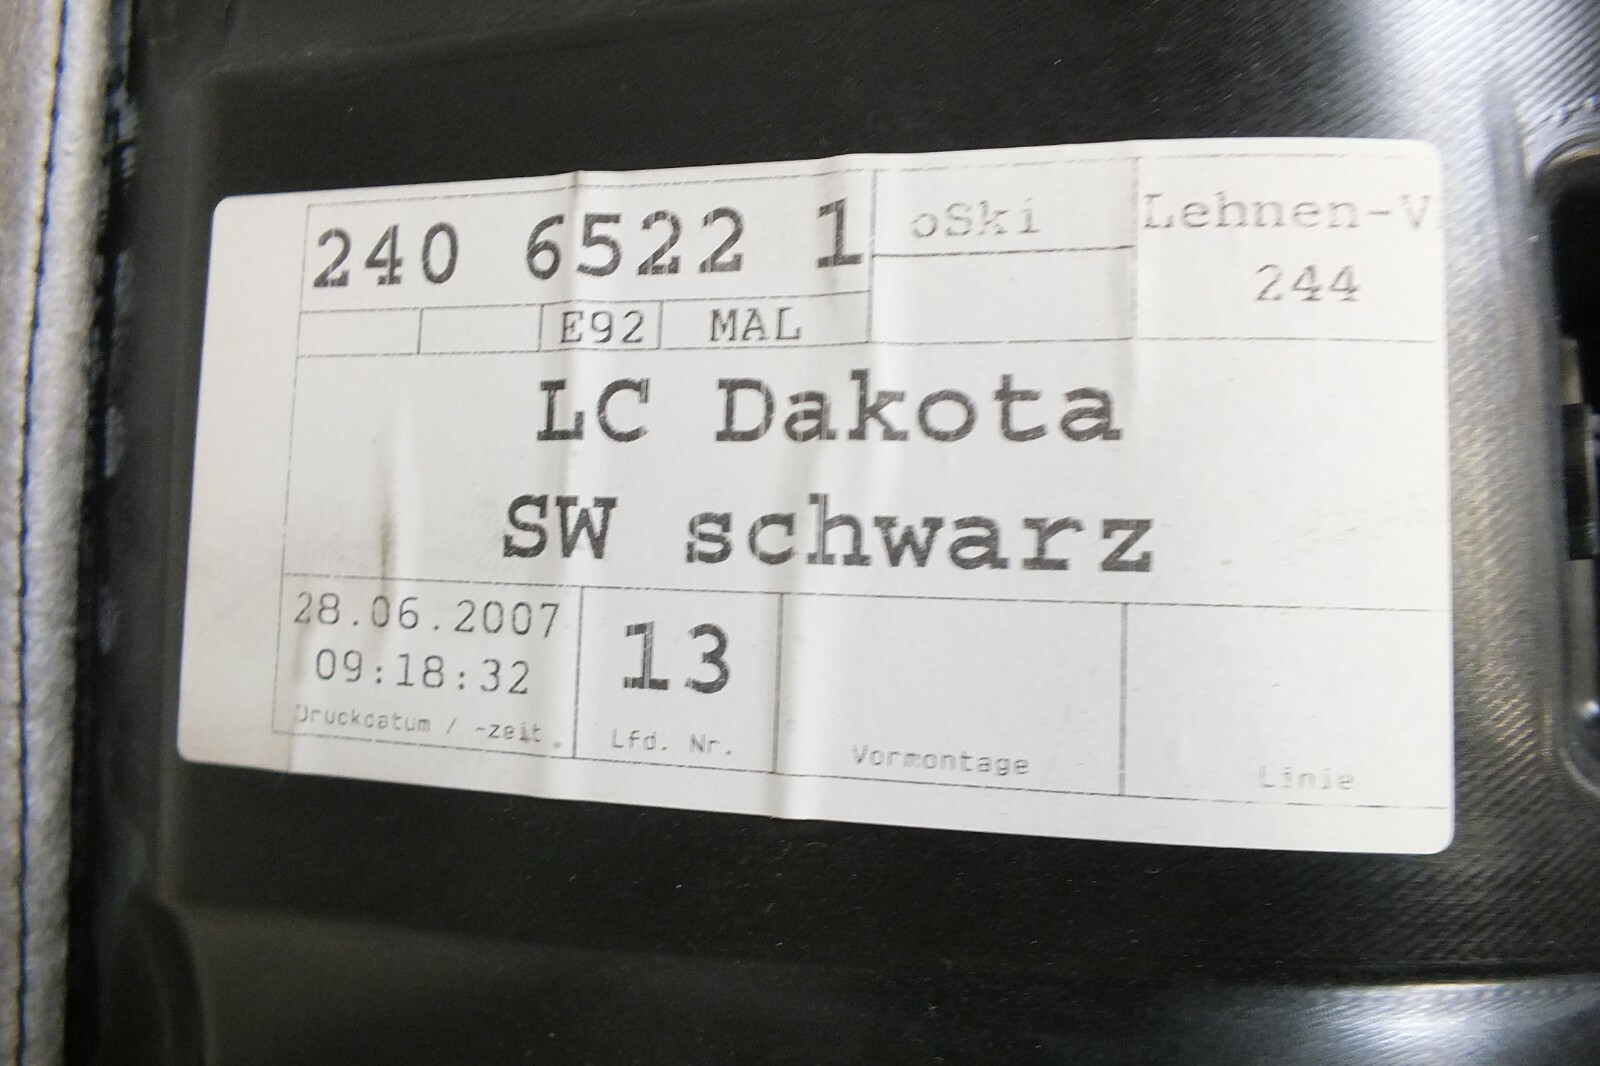 240 6522 1
oSki
Lehnen-V
244
E92 MAL
LC Dakota
SW schwarz
28.06.2007
09:18:32
Druckdatum / -zeit
13
Lfd. Nr.
Vormontage
Linie